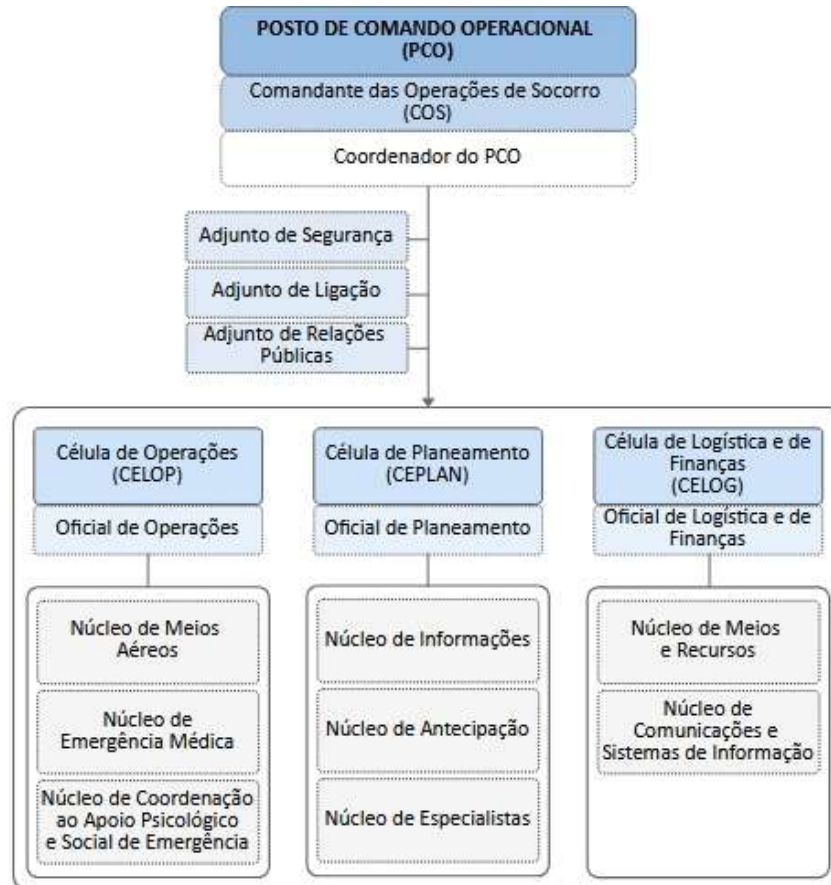 POSTO DE COMANDO OPERACIONAL
(PCO)
Comandante das Operações de Socorro
(COS)
Coordenador do PCO
Adjunto de Segurança
Adjunto de Ligação
Adjunto de Relações
Públicas
Célula de Operações
(CELOP)
Oficial de Operações
Núcleo de Meios
Aéreos
Núcleo de
Emergência Médica
Núcleo de Coordenação
ao Apoio Psicológico
e Social de Emergência
Célula de Planeamento
(CEPLAN)
Oficial de Planeamento
Núcleo de Informações
Núcleo de Antecipação
Núcleo de Especialistas
Célula de Logística e de
Finanças
(CELOG)
Oficial de Logística e de
Finanças
Núcleo de Meios
e Recursos
Núcleo de
Comunicações e
Sistemas de Informação